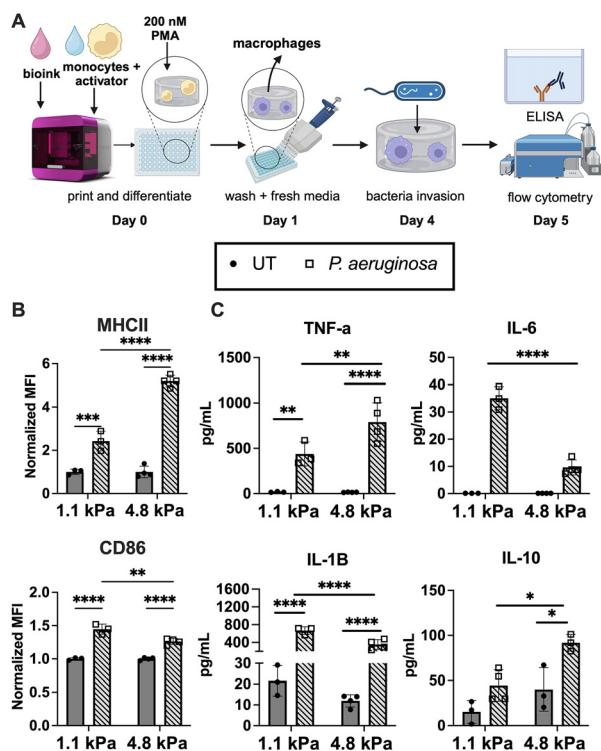 A
bioink
monocytes +
activator
200 nM
PMA
macrophages
ELISA
print and differentiate
wash + fresh media
bacteria invasion
flow cytometry
Day 0
Day 1
Day 4
Day 5
UT
P. aeruginosa
B
MHCII
Normalized MFI
6
4
2
0
***
****
****
1.1 kPa
4.8 kPa
C
TNF-a
pg/mL
1500
1000
500
0
**
**
****
1.1 kPa
4.8 kPa
IL-6
pg/mL
40
30
20
10
0
****
1.1 kPa
4.8 kPa
CD86
Normalized MFI
2.0
1.5
1.0
0.5
0.0
****
**
****
1.1 kPa
4.8 kPa
IL-1B
pg/mL
1600
1200
800
400
30
20
10
0
****
****
****
1.1 kPa
4.8 kPa
IL-10
pg/mL
150
100
50
0
*
*
1.1 kPa
4.8 kPa